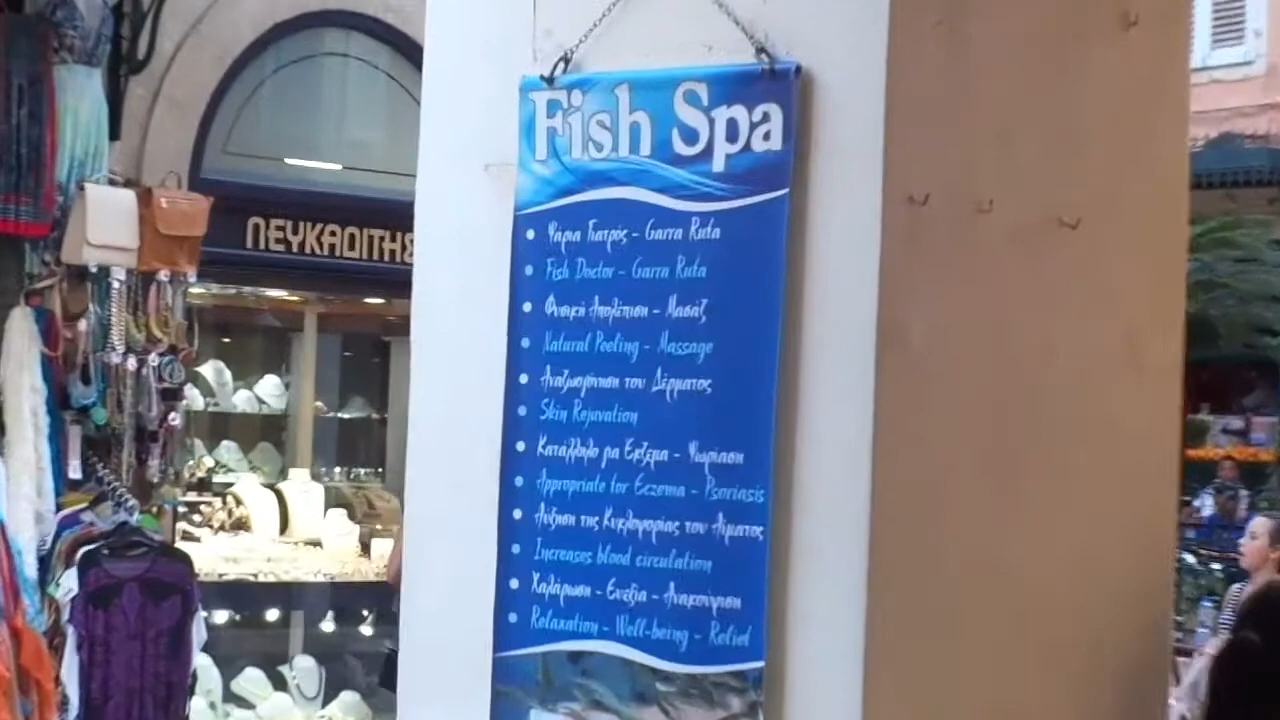 Fish Spa
ΛΕΥΚΑΔΙΤΗΣ
Ψάρια Γιατρός - Garra Rufa
Fish Doctor - Garra Rufa
Φυσική Απολέπιση - Μασάζ
Natural Peeling - Massage
Αναζωογόνηση του Δέρματος
Skin Rejuvation
Κατάλληλο για Έκζεμα - Ψωρίαση
Appropriate for Eczema - Psoriasis
Αύξηση της Κυκλοφορίας του Αίματος
Increases blood circulation
Χαλάρωση - Ευεξία - Ανακούφιση
Relaxation - Well-being - Relief